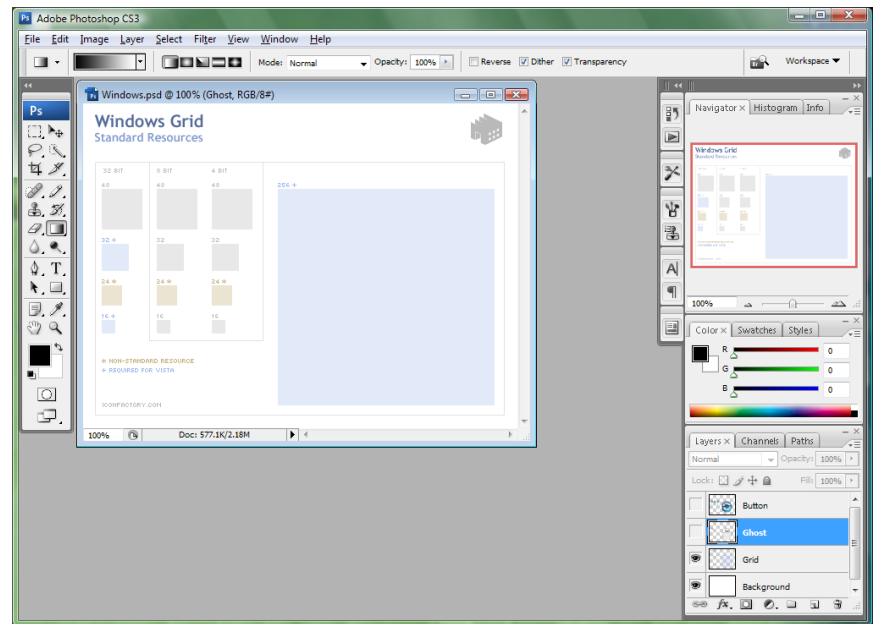 Ps Adobe Photoshop CS3
File Edit Image Layer Select Filter View Window Help
Mode: Normal Opacity: 100% Reverse Dither Transparency Workspace
Ps
Windows.psd @ 100% (Ghost, RGB/8#)
Windows Grid
Standard Resources
32 BIT 8 BIT 4 BIT
48 48 48 256 +
32 + 32 32
24 * 24 * 24 *
16 + 16 16
* NON-STANDARD RESOURCE
+ REQUIRED FOR VISTA
ICONFACTORY.COM
100% Doc: 577.1K/2.18M
Navigator x Histogram Info
Windows Grid
Standard Resources
100%
Color x Swatches Styles
R 0
G 0
B 0
Layers x Channels Paths
Normal Opacity: 100%
Lock: Fill: 100%
Button
Ghost
Grid
Background